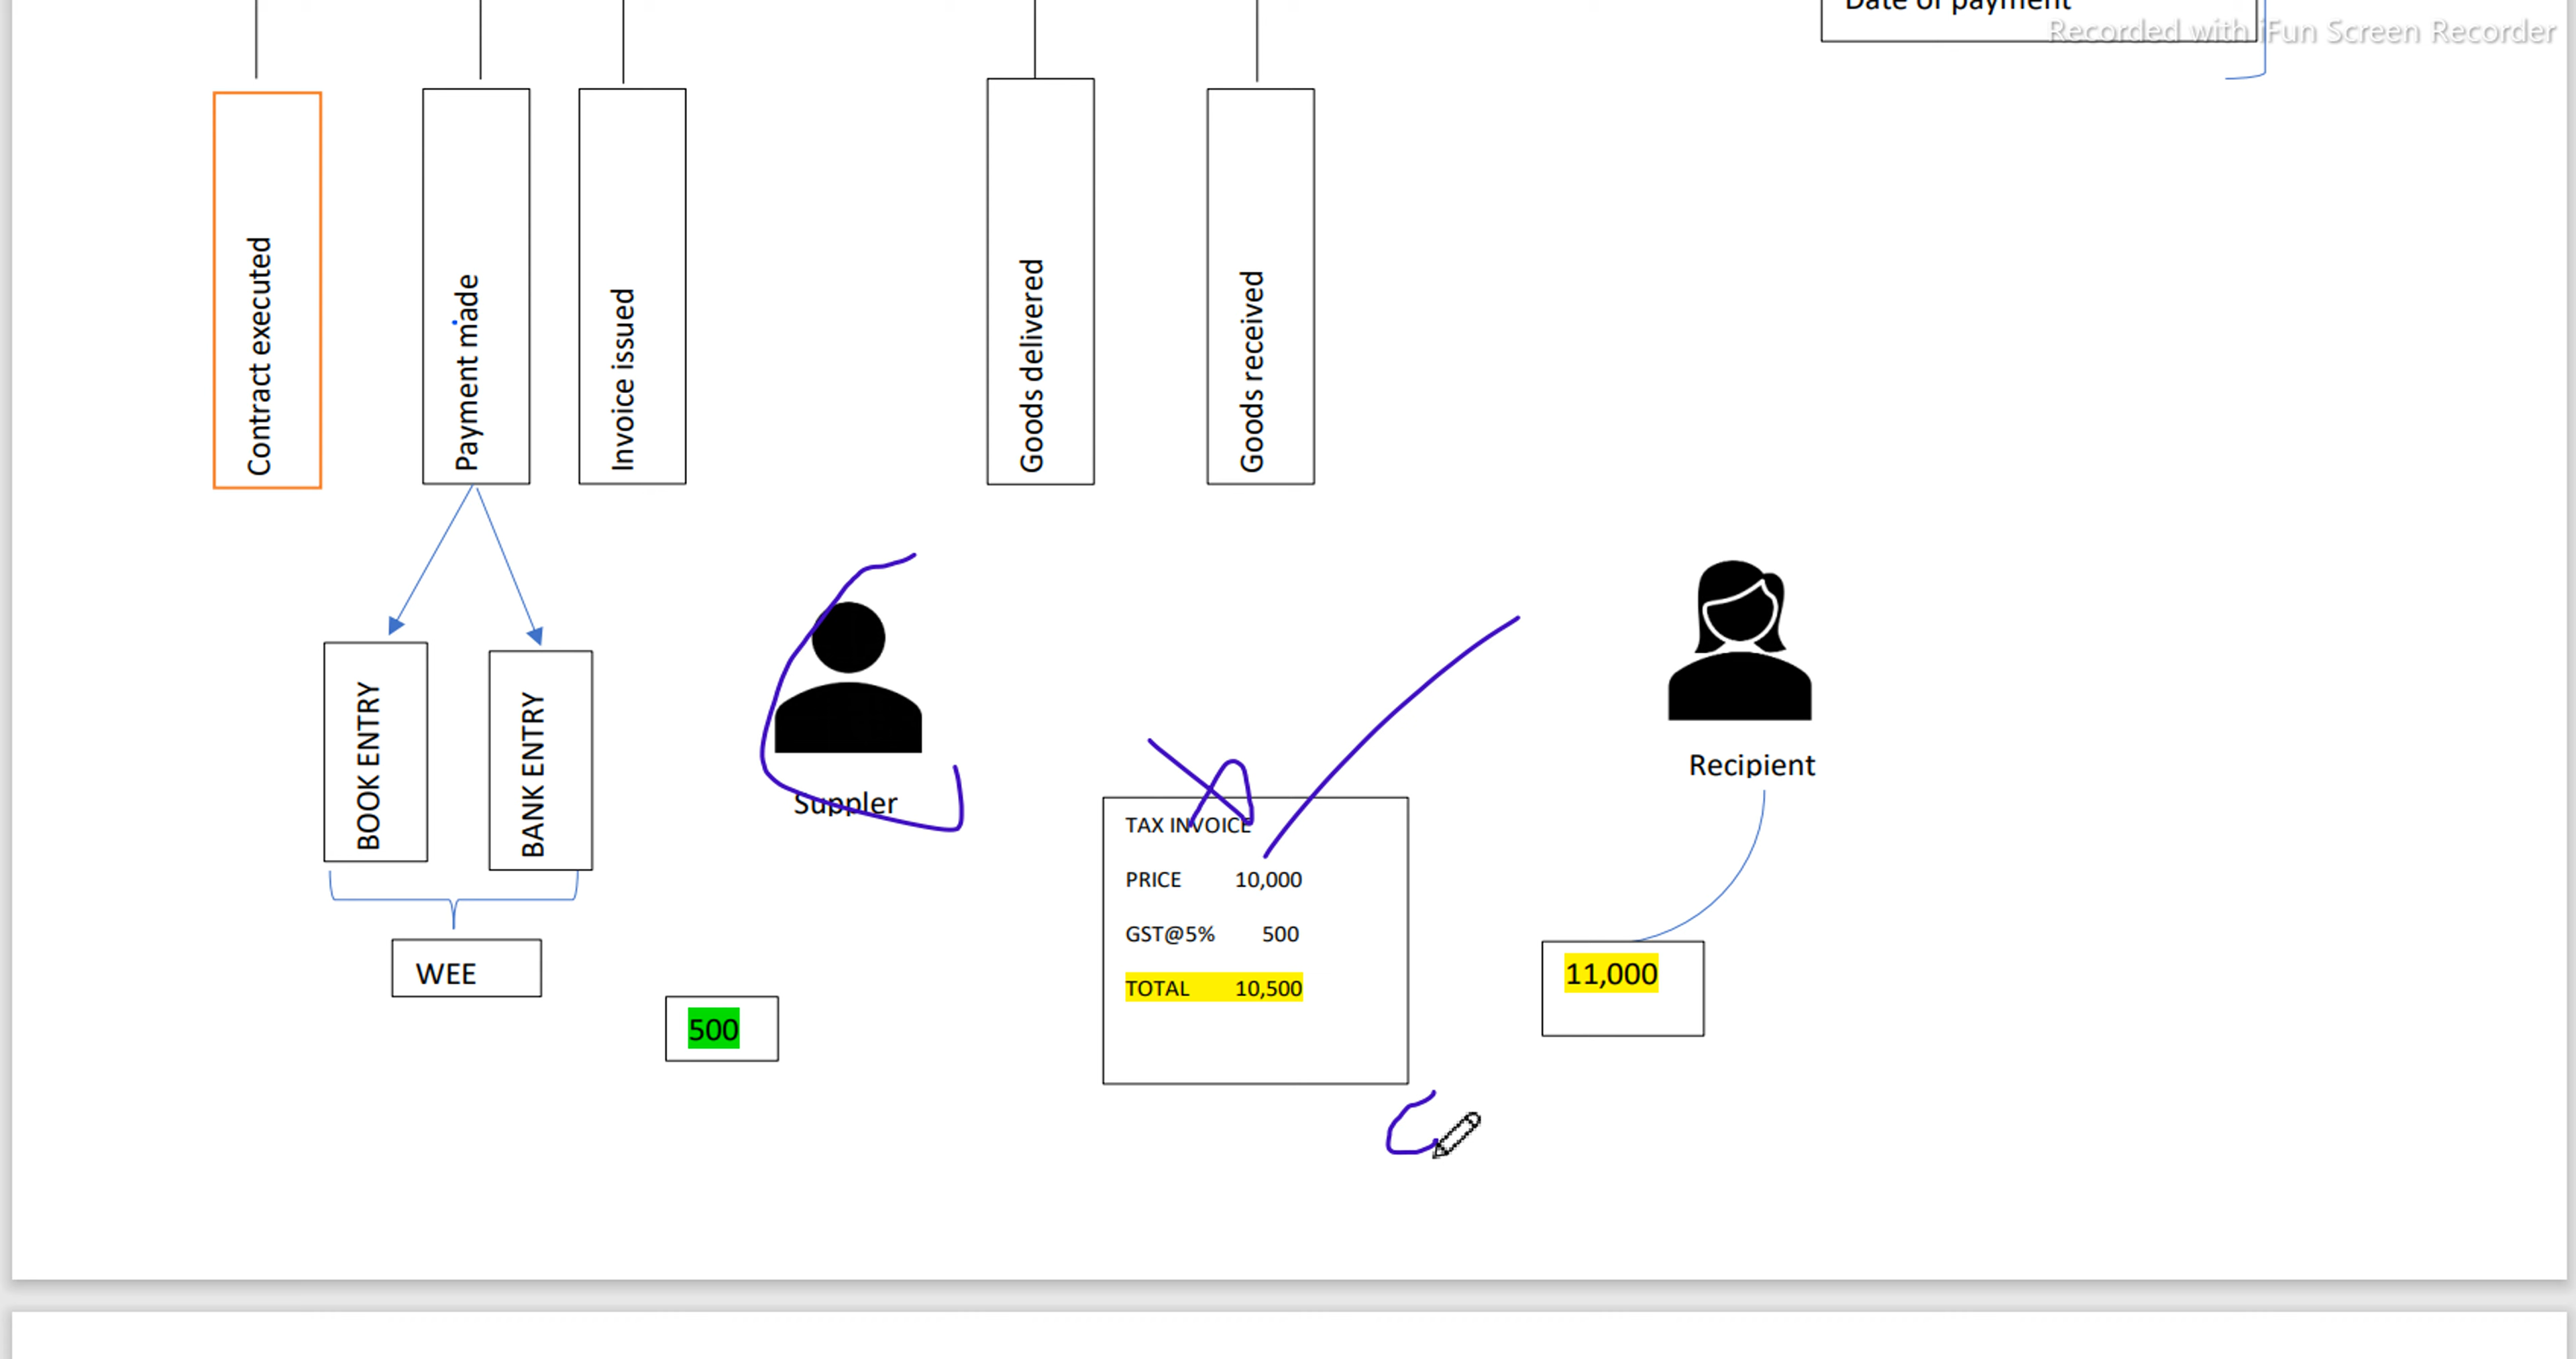 Date of payment
Recorded with iFun Screen Recorder
Contract executed
Payment made
Invoice issued
Goods delivered
Goods received
BOOK ENTRY
BANK ENTRY
WEE
Suppler
Recipient
TAX INVOICE
PRICE 10,000
GST@5% 500
TOTAL 10,500
11,000
500